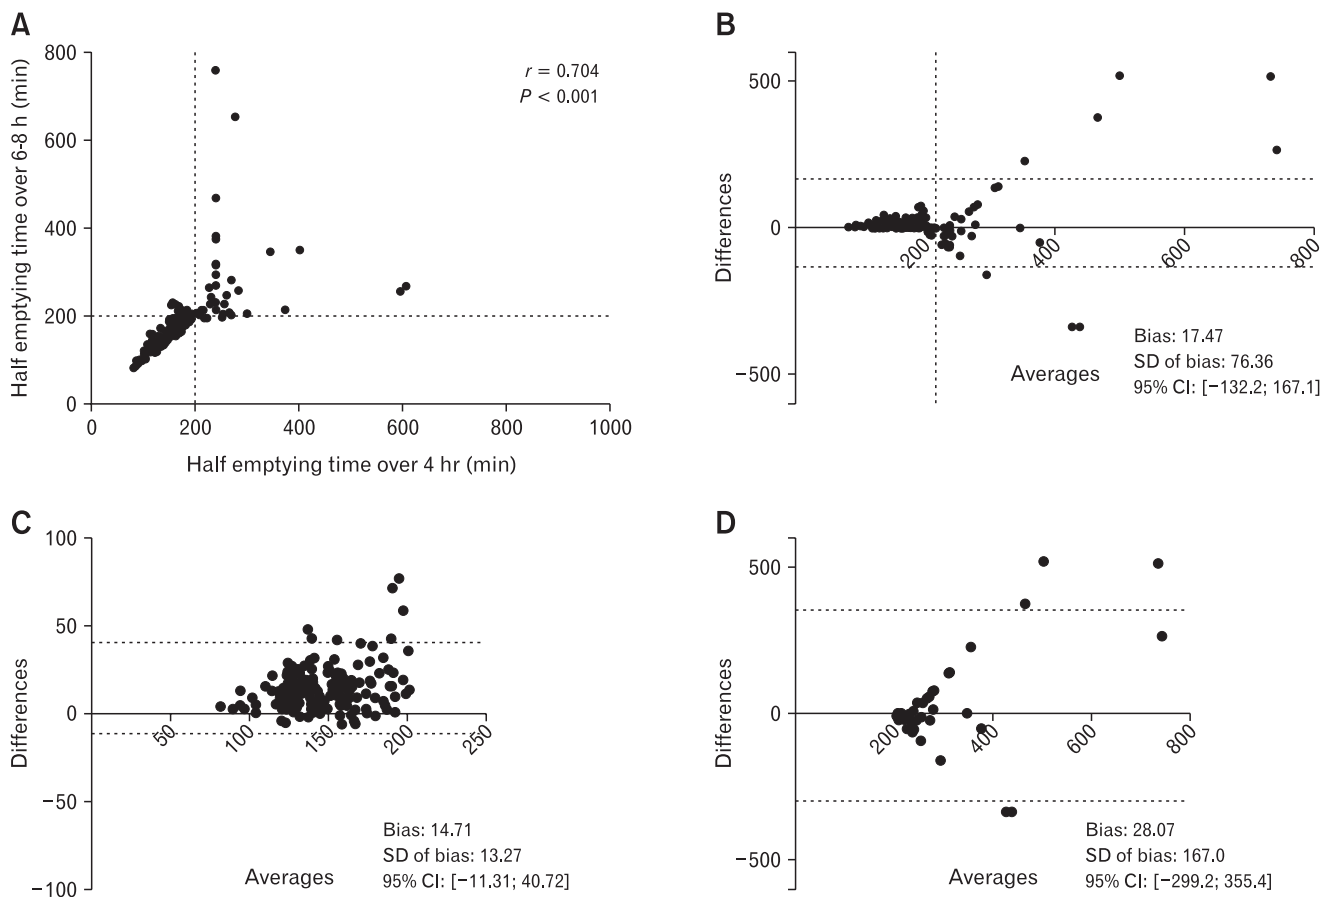 A
Half emptying time over 6-8 h (min)
800
600
400
200
0
r = 0.704
P < 0.001
0 200 400 600 800 1000
Half emptying time over 4 hr (min)
B
Differences
500
0
−500
200 400 600 800
Averages
Bias: 17.47
SD of bias: 76.36
95% CI: [−132.2; 167.1]
C
Differences
100
50
0
−50
−100
50 100 150 200 250
Averages
Bias: 14.71
SD of bias: 13.27
95% CI: [−11.31; 40.72]
D
Differences
500
0
−500
200 400 600 800
Averages
Bias: 28.07
SD of bias: 167.0
95% CI: [−299.2; 355.4]